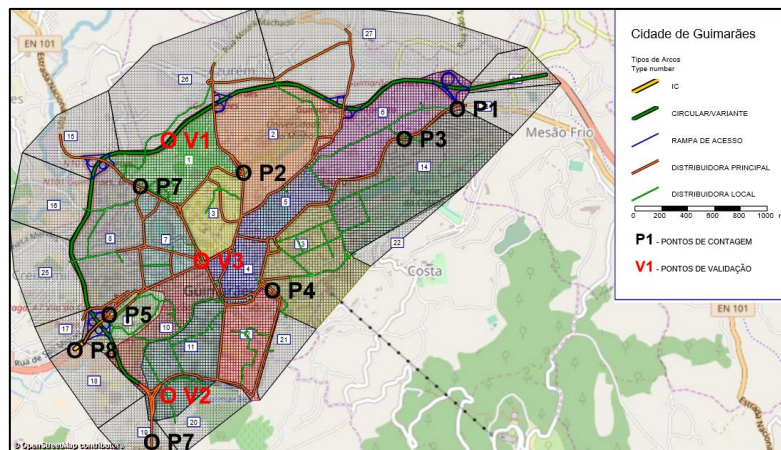 Cidade de Guimarães
Tipos de Arcos
Type number
IC
CIRCULAR/VARIANTE
RAMPA DE ACESSO
DISTRIBUIDORA PRINCIPAL
DISTRIBUIDORA LOCAL
0 200 400 600 800 1000
P1 - PONTOS DE CONTAGEM
V1 - PONTOS DE VALIDAÇÃO
EN 101
27
26
15
V1
1
2
6
P1
P3
Mesão Frio
14
P2
P7
16
3
5
8
7
13
22
25
V3
4
Costa
P4
EN 101
P5
17
P8
10
11
21
18
V2
19
20
P7
© OpenStreetMap contributors